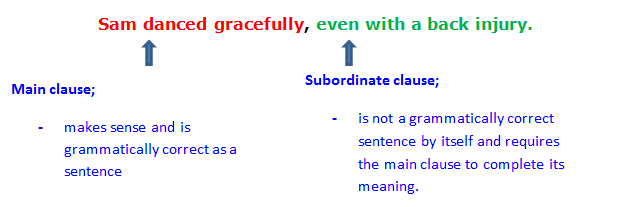 Sam danced gracefully, even with a back injury.
Main clause;
- makes sense and is
grammatically correct as a
sentence
Subordinate clause;
- is not a grammatically correct
sentence by itself and requires
the main clause to complete its
meaning.